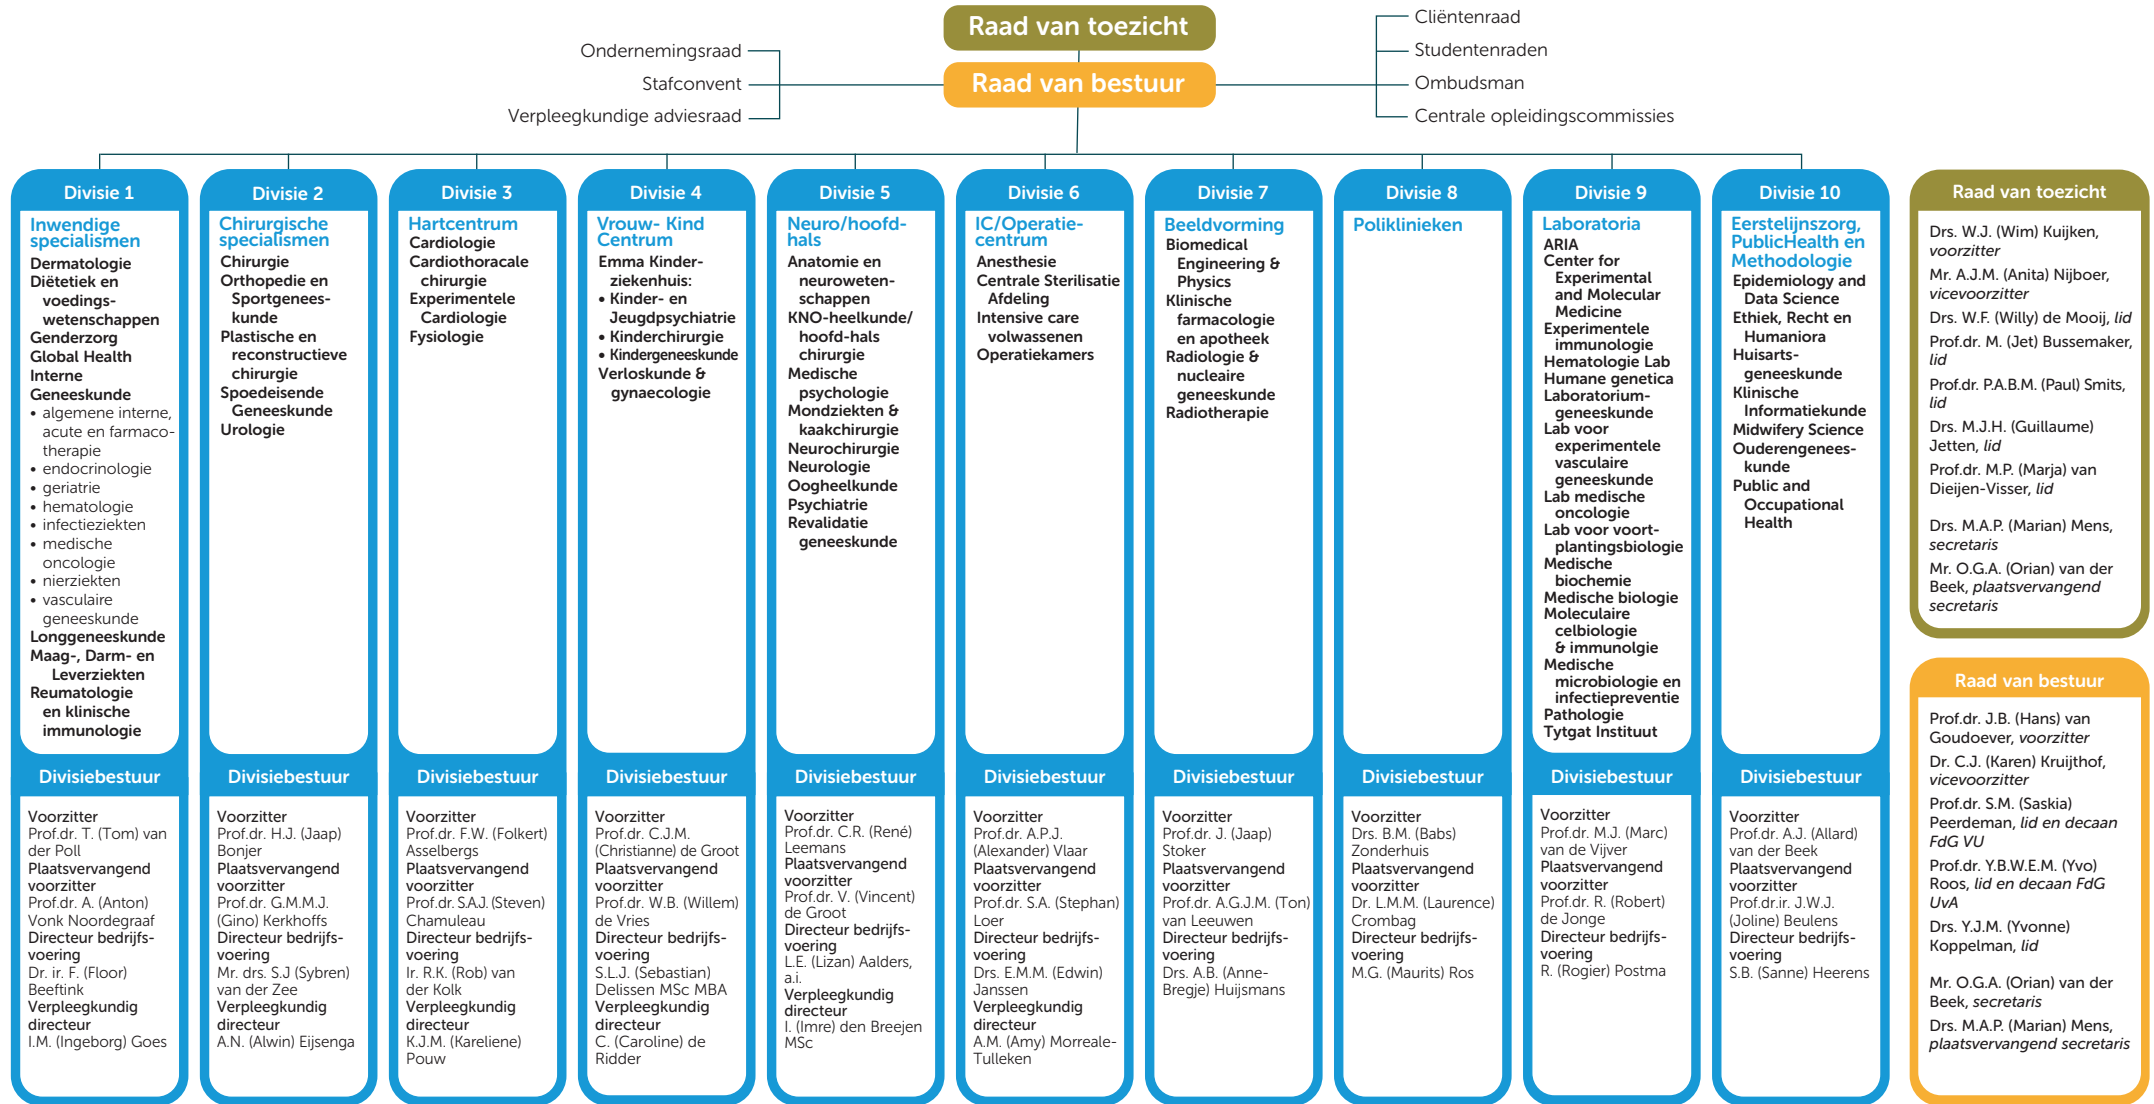 Raad van toezicht
Raad van bestuur
Ondernemingsraad
Stafconvent
Verpleegkundige adviesraad
Cliëntenraad
Studentenraden
Ombudsman
Centrale opleidingscommissies
Divisie 1
Inwendige
specialismen
Dermatologie
Diëtetiek en
voedings-
wetenschappen
Genderzorg
Global Health
Interne
Geneeskunde
• algemene interne,
acute en farmaco-
therapie
• endocrinologie
• geriatrie
• hematologie
• infectieziekten
• medische
oncologie
• nierziekten
• vasculaire
geneeskunde
Longgeneeskunde
Maag-, Darm- en
Leverziekten
Reumatologie
en klinische
immunologie
Divisiebestuur
Voorzitter
Prof.dr. T. (Tom) van
der Poll
Plaatsvervangend
voorzitter
Prof.dr. A. (Anton)
Vonk Noordegraaf
Directeur bedrijfs-
voering
Dr. ir. F. (Floor)
Beeftink
Verpleegkundig
directeur
I.M. (Ingeborg) Goes
Divisie 2
Chirurgische
specialismen
Chirurgie
Orthopedie en
Sportgenees-
kunde
Plastische en
reconstructieve
chirurgie
Spoedeisende
Geneeskunde
Urologie
Divisiebestuur
Voorzitter
Prof.dr. H.J. (Jaap)
Bonjer
Plaatsvervangend
voorzitter
Prof.dr. G.M.M.J.
(Gino) Kerkhoffs
Directeur bedrijfs-
voering
Mr. drs. S.J (Sybren)
van der Zee
Verpleegkundig
directeur
A.N. (Alwin) Eijsenga
Divisie 3
Hartcentrum
Cardiologie
Cardiothoracale
chirurgie
Experimentele
Cardiologie
Fysiologie
Divisiebestuur
Voorzitter
Prof.dr. F.W. (Folkert)
Asselbergs
Plaatsvervangend
voorzitter
Prof.dr. S.A.J. (Steven)
Chamuleau
Directeur bedrijfs-
voering
Ir. R.K. (Rob) van
der Kolk
Verpleegkundig
directeur
K.J.M. (Kareliene)
Pouw
Divisie 4
Vrouw- Kind
Centrum
Emma Kinder-
ziekenhuis:
• Kinder- en
Jeugdpsychiatrie
• Kinderchirurgie
• Kindergeneeskunde
Verloskunde &
gynaecologie
Divisiebestuur
Voorzitter
Prof.dr. C.J.M.
(Christianne) de Groot
Plaatsvervangend
voorzitter
Prof.dr. W.B. (Willem)
de Vries
Directeur bedrijfs-
voering
S.L.J. (Sebastian)
Delissen MSc MBA
Verpleegkundig
directeur
C. (Caroline) de
Ridder
Divisie 5
Neuro/hoofd-
hals
Anatomie en
neuroweten-
schappen
KNO-heelkunde/
hoofd-hals
chirurgie
Medische
psychologie
Mondziekten &
kaakchirurgie
Neurochirurgie
Neurologie
Oogheelkunde
Psychiatrie
Revalidatie
geneeskunde
Divisiebestuur
Voorzitter
Prof.dr. C.R. (René)
Leemans
Plaatsvervangend
voorzitter
Prof.dr. V. (Vincent)
de Groot
Directeur bedrijfs-
voering
L.E. (Lizan) Aalders,
a.i.
Verpleegkundig
directeur
I. (Imre) den Breejen
MSc
Divisie 6
IC/Operatie-
centrum
Anesthesie
Centrale Sterilisatie
Afdeling
Intensive care
volwassenen
Operatiekamers
Divisiebestuur
Voorzitter
Prof.dr. A.P.J.
(Alexander) Vlaar
Plaatsvervangend
voorzitter
Prof.dr. S.A. (Stephan)
Loer
Directeur bedrijfs-
voering
Drs. E.M.M. (Edwin)
Janssen
Verpleegkundig
directeur
A.M. (Amy) Morreale-
Tulleken
Divisie 7
Beeldvorming
Biomedical
Engineering &
Physics
Klinische
farmacologie
en apotheek
Radiologie &
nucleaire
geneeskunde
Radiotherapie
Divisiebestuur
Voorzitter
Prof.dr. J. (Jaap)
Stoker
Plaatsvervangend
voorzitter
Prof.dr. A.G.J.M. (Ton)
van Leeuwen
Directeur bedrijfs-
voering
Drs. A.B. (Anne-
Bregje) Huijsmans
Divisie 8
Poliklinieken
Divisiebestuur
Voorzitter
Drs. B.M. (Babs)
Zonderhuis
Plaatsvervangend
voorzitter
Dr. L.M.M. (Laurence)
Crombag
Directeur bedrijfs-
voering
M.G. (Maurits) Ros
Divisie 9
Laboratoria
ARIA
Center for
Experimental
and Molecular
Medicine
Experimentele
immunologie
Hematologie Lab
Humane genetica
Laboratorium-
geneeskunde
Lab voor
experimentele
vasculaire
geneeskunde
Lab medische
oncologie
Lab voor voort-
plantingsbiologie
Medische
biochemie
Medische biologie
Moleculaire
celbiologie
& immunolgie
Medische
microbiologie en
infectiepreventie
Pathologie
Tytgat Instituut
Divisiebestuur
Voorzitter
Prof.dr. M.J. (Marc)
van de Vijver
Plaatsvervangend
voorzitter
Prof.dr. R. (Robert)
de Jonge
Directeur bedrijfs-
voering
R. (Rogier) Postma
Divisie 10
Eerstelijnszorg,
PublicHealth en
Methodologie
Epidemiology and
Data Science
Ethiek, Recht en
Humaniora
Huisarts-
geneeskunde
Klinische
Informatiekunde
Midwifery Science
Ouderengenees-
kunde
Public and
Occupational
Health
Divisiebestuur
Voorzitter
Prof.dr. A.J. (Allard)
van der Beek
Plaatsvervangend
voorzitter
Prof.dr.ir. J.W.J.
(Joline) Beulens
Directeur bedrijfs-
voering
S.B. (Sanne) Heerens
Raad van toezicht
Drs. W.J. (Wim) Kuijken,
voorzitter
Mr. A.J.M. (Anita) Nijboer,
vicevoorzitter
Drs. W.F. (Willy) de Mooij, lid
Prof.dr. M. (Jet) Bussemaker,
lid
Prof.dr. P.A.B.M. (Paul) Smits,
lid
Drs. M.J.H. (Guillaume)
Jetten, lid
Prof.dr. M.P. (Marja) van
Dieijen-Visser, lid
Drs. M.A.P. (Marian) Mens,
secretaris
Mr. O.G.A. (Orian) van der
Beek, plaatsvervangend
secretaris
Raad van bestuur
Prof.dr. J.B. (Hans) van
Goudoever, voorzitter
Dr. C.J. (Karen) Kruijthof,
vicevoorzitter
Prof.dr. S.M. (Saskia)
Peerdeman, lid en decaan
FdG VU
Prof.dr. Y.B.W.E.M. (Yvo)
Roos, lid en decaan FdG
UvA
Drs. Y.J.M. (Yvonne)
Koppelman, lid
Mr. O.G.A. (Orian) van der
Beek, secretaris
Drs. M.A.P. (Marian) Mens,
plaatsvervangend secretaris